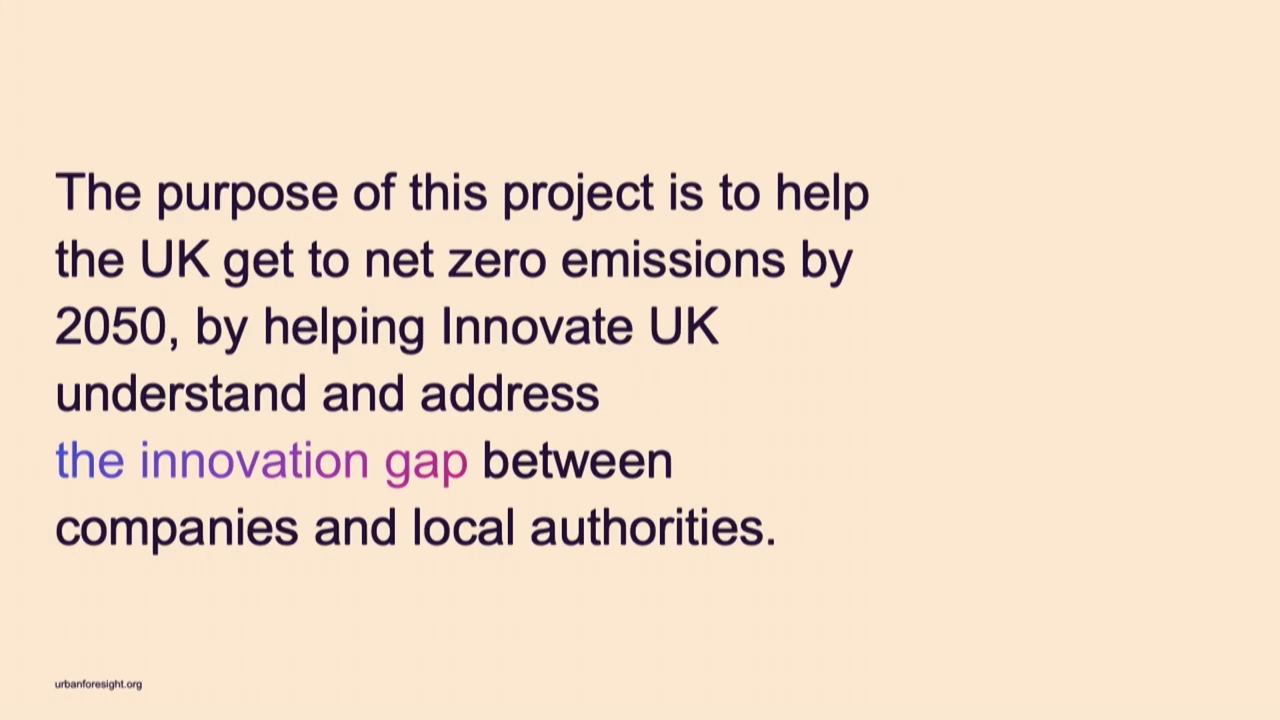 The purpose of this project is to help
the UK get to net zero emissions by
2050, by helping Innovate UK
understand and address
the innovation gap between
companies and local authorities.
urbanforesight.org